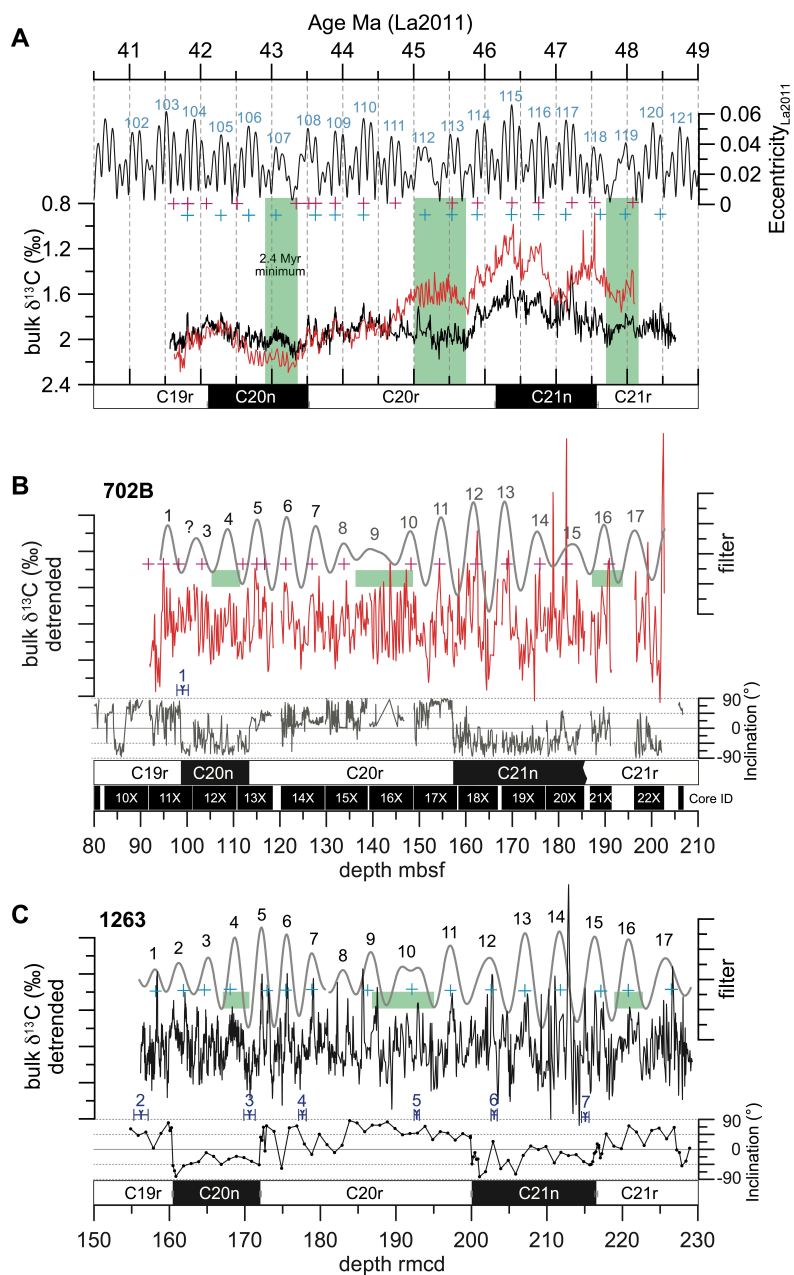 A
Age Ma (La2011)
41 42 43 44 45 46 47 48 49
102 103 104 105 106 107 108 109 110 111 112 113 114 115 116 117 118 119 120 121
0.06
0.04
0.02
0
Eccentricity La2011
0.8
1.2
1.6
2
2.4
bulk δ¹³C (‰)
2.4 Myr
minimum
C19r C20n C20r C21n C21r
B
702B
1 ? 3 4 5 6 7 8 9 10 11 12 13 14 15 16 17
filter
bulk δ¹³C (‰)
detrended
1
90
0
-90
Inclination (°)
C19r C20n C20r C21n C21r
10X 11X 12X 13X 14X 15X 16X 17X 18X 19X 20X 21X 22X Core ID
80 90 100 110 120 130 140 150 160 170 180 190 200 210
depth mbsf
C
1263
1 2 3 4 5 6 7 8 9 10 11 12 13 14 15 16 17
filter
bulk δ¹³C (‰)
detrended
2 3 4 5 6 7
90
0
-90
Inclination (°)
C19r C20n C20r C21n C21r
150 160 170 180 190 200 210 220 230
depth rmcd